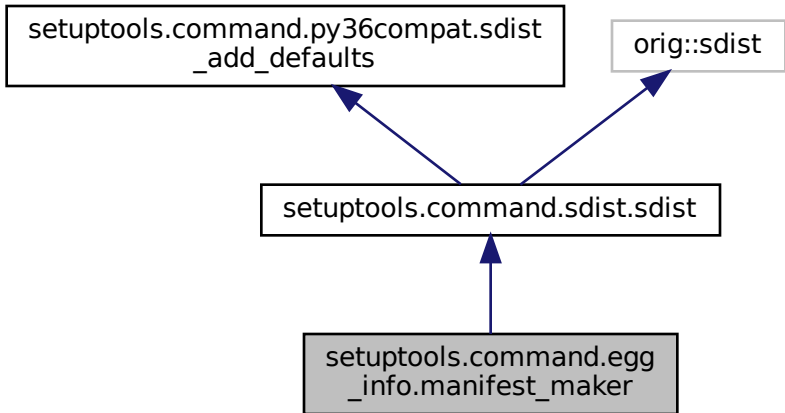 setuptools.command.py36compat.sdist
_add_defaults
orig::sdist
setuptools.command.sdist.sdist
setuptools.command.egg
_info.manifest_maker